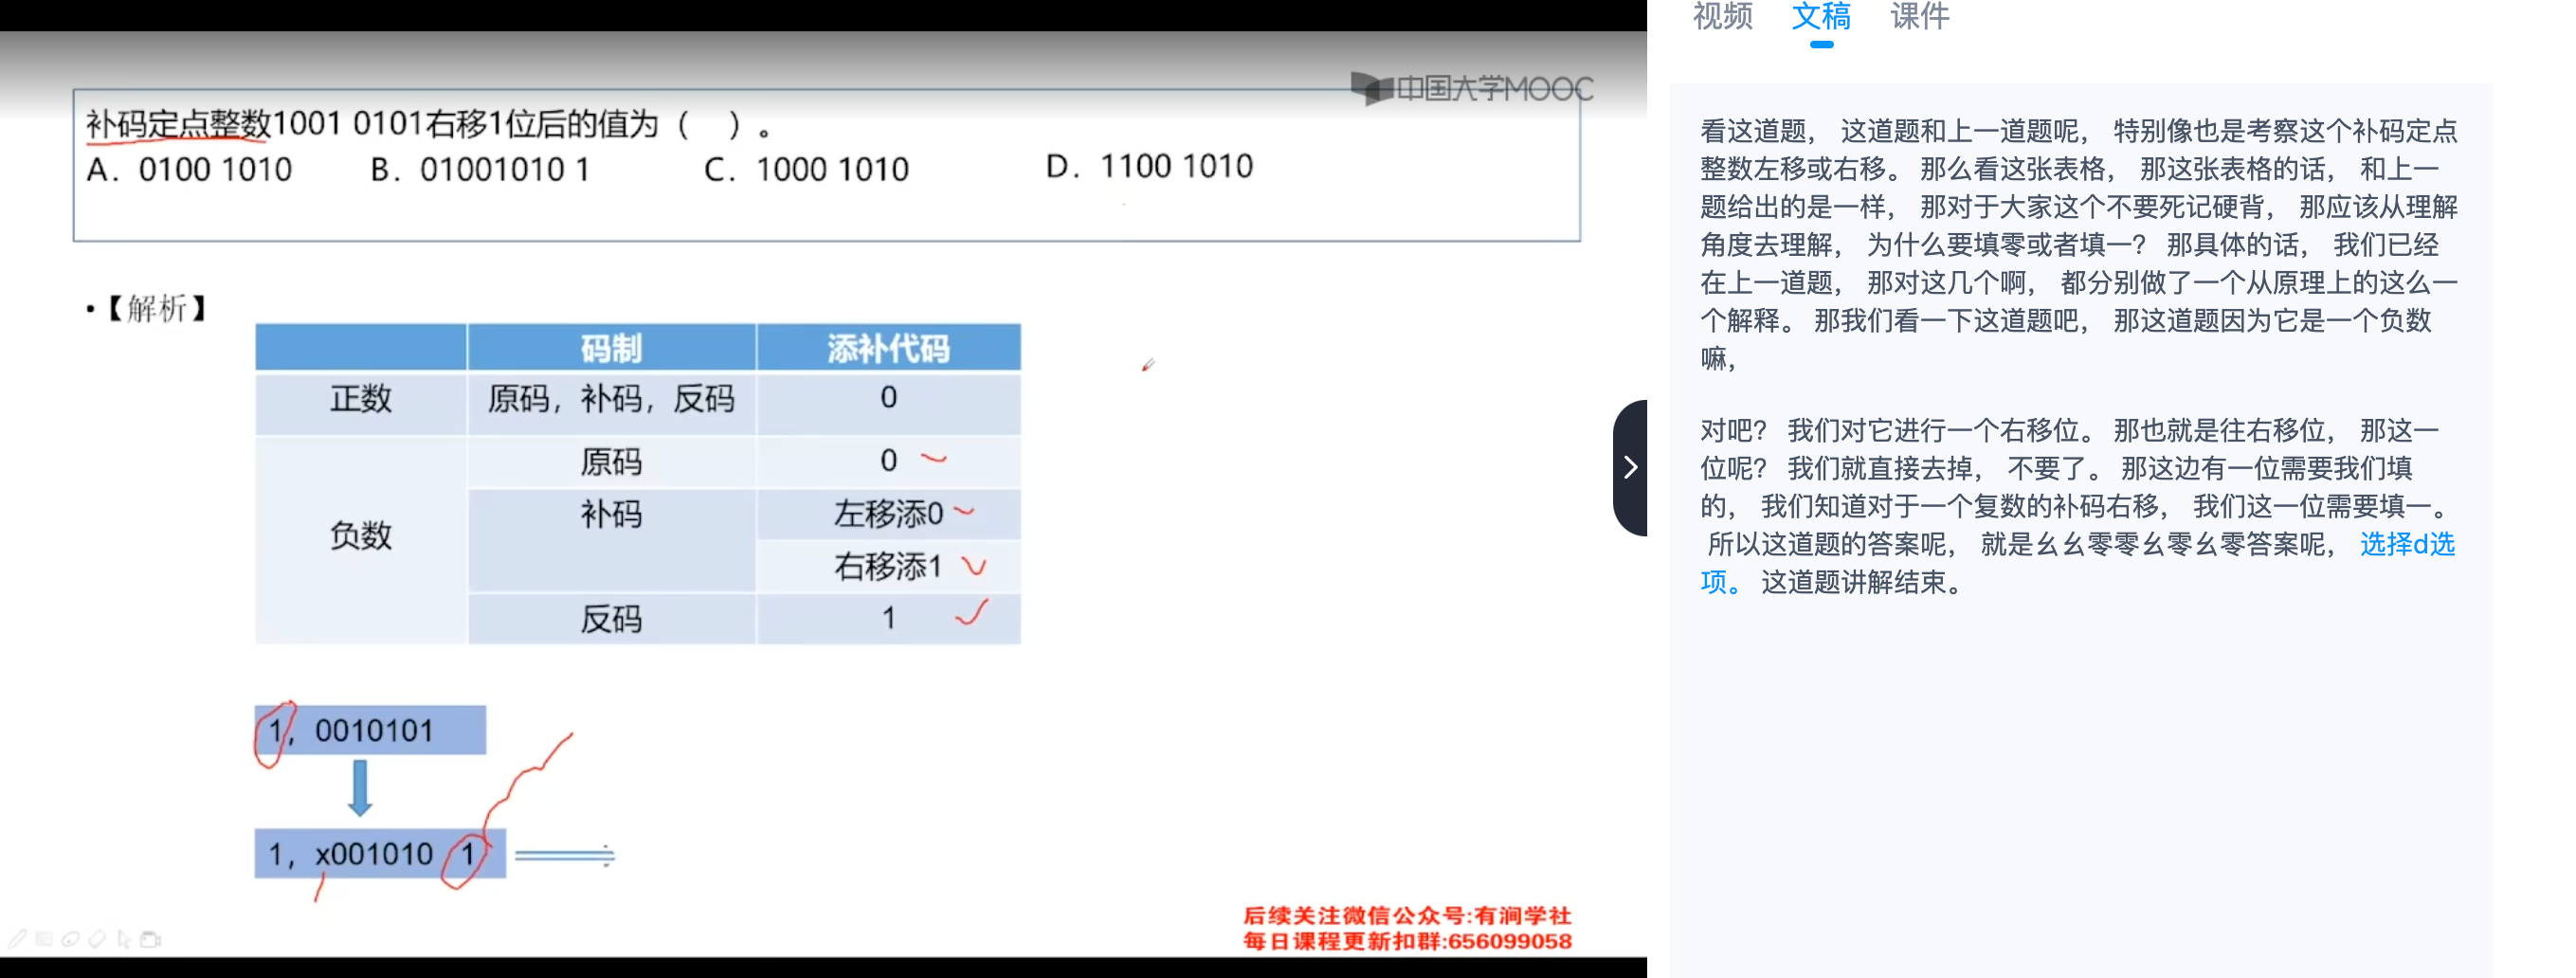 中国大学MOOC
补码定点整数1001 0101右移1位后的值为（ ）。
A. 0100 1010 B. 01001010 1 C. 1000 1010 D. 1100 1010
•【解析】
码制 添补代码
正数 原码，补码，反码 0
负数 原码 0
补码 左移添0
右移添1
反码 1
1, 0010101
1, x001010 1
后续关注微信公众号:有涧学社
每日课程更新扣群:656099058
视频 文稿 课件
看这道题， 这道题和上一道题呢， 特别像也是考察这个补码定点
整数左移或右移。 那么看这张表格， 那这张表格的话， 和上一
题给出的是一样， 那对于大家这个不要死记硬背， 那应该从理解
角度去理解， 为什么要填零或者填一？ 那具体的话， 我们已经
在上一道题， 那对这几个啊， 都分别做了一个从原理上的这么一
个解释。 那我们看一下这道题吧， 那这道题因为它是一个负数
嘛，
对吧？ 我们对它进行一个右移位。 那也就是往右移位， 那这一
位呢？ 我们就直接去掉， 不要了。 那这边有一位需要我们填
的， 我们知道对于一个复数的补码右移， 我们这一位需要填一。
所以这道题的答案呢， 就是幺幺零零幺零幺零答案呢， 选择d选
项。 这道题讲解结束。